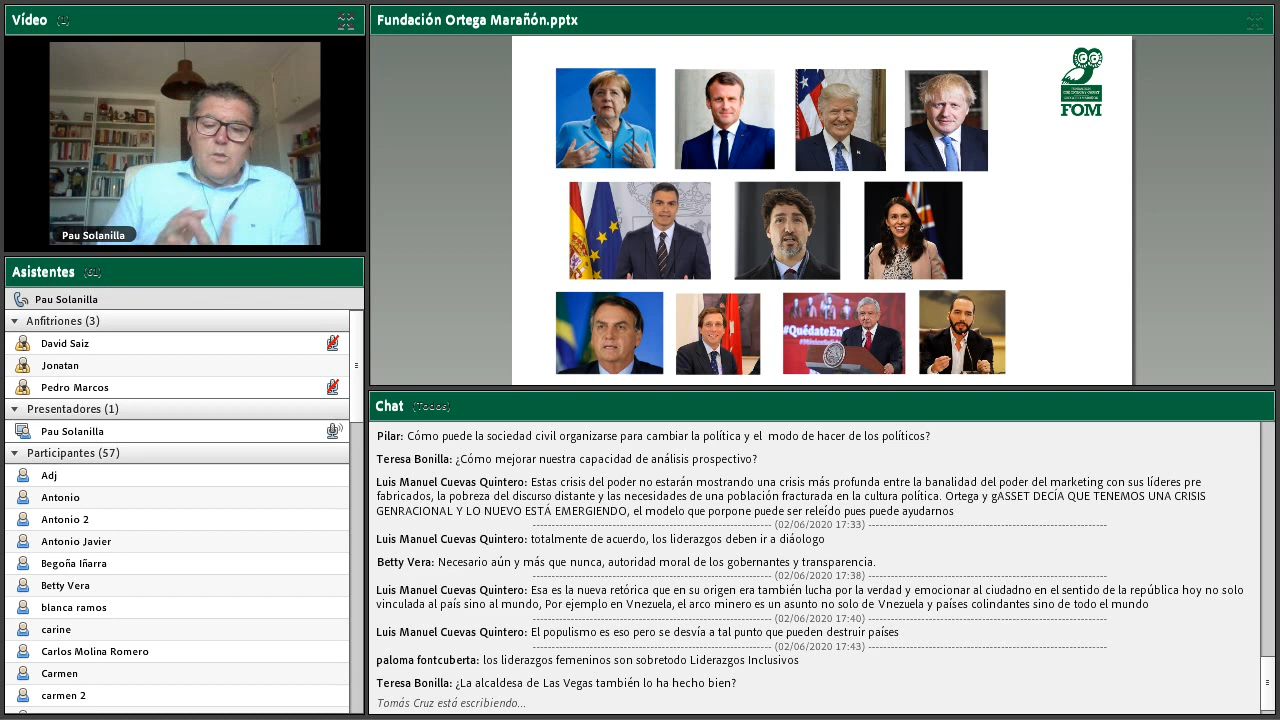 Vídeo (1)
Pau Solanilla
Asistentes (61)
Pau Solanilla
Anfitriones (3)
David Saiz
Jonatan
Pedro Marcos
Presentadores (1)
Pau Solanilla
Participantes (57)
Adj
Antonio
Antonio 2
Antonio Javier
Begoña Iñarra
Betty Vera
blanca ramos
carine
Carlos Molina Romero
Carmen
carmen 2
Fundación Ortega Marañón.pptx
FOM
#QuédateEn
Chat (Todos)
Pilar: Cómo puede la sociedad civil organizarse para cambiar la política y el modo de hacer de los políticos?
Teresa Bonilla: ¿Cómo mejorar nuestra capacidad de análisis prospectivo?
Luis Manuel Cuevas Quintero: Estas crisis del poder no estarán mostrando una crisis más profunda entre la banalidad del poder del marketing con sus líderes pre
fabricados, la pobreza del discurso distante y las necesidades de una población fracturada en la cultura política. Ortega y gASSET DECÍA QUE TENEMOS UNA CRISIS
GENRACIONAL Y LO NUEVO ESTÁ EMERGIENDO, el modelo que porpone puede ser releído pues puede ayudarnos
(02/06/2020 17:33)
Luis Manuel Cuevas Quintero: totalmente de acuerdo, los liderazgos deben ir a diáologo
Betty Vera: Necesario aún y más que nunca, autoridad moral de los gobernantes y transparencia.
(02/06/2020 17:38)
Luis Manuel Cuevas Quintero: Esa es la nueva retórica que en su origen era también lucha por la verdad y emocionar al ciudadno en el sentido de la república hoy no solo
vinculada al país sino al mundo, Por ejemplo en Vnezuela, el arco minero es un asunto no solo de Vnezuela y países colindantes sino de todo el mundo
(02/06/2020 17:40)
Luis Manuel Cuevas Quintero: El populismo es eso pero se desvía a tal punto que pueden destruir países
(02/06/2020 17:43)
paloma fontcuberta: los liderazgos femeninos son sobretodo Liderazgos Inclusivos
Teresa Bonilla: ¿La alcaldesa de Las Vegas también lo ha hecho bien?
Tomás Cruz está escribiendo...